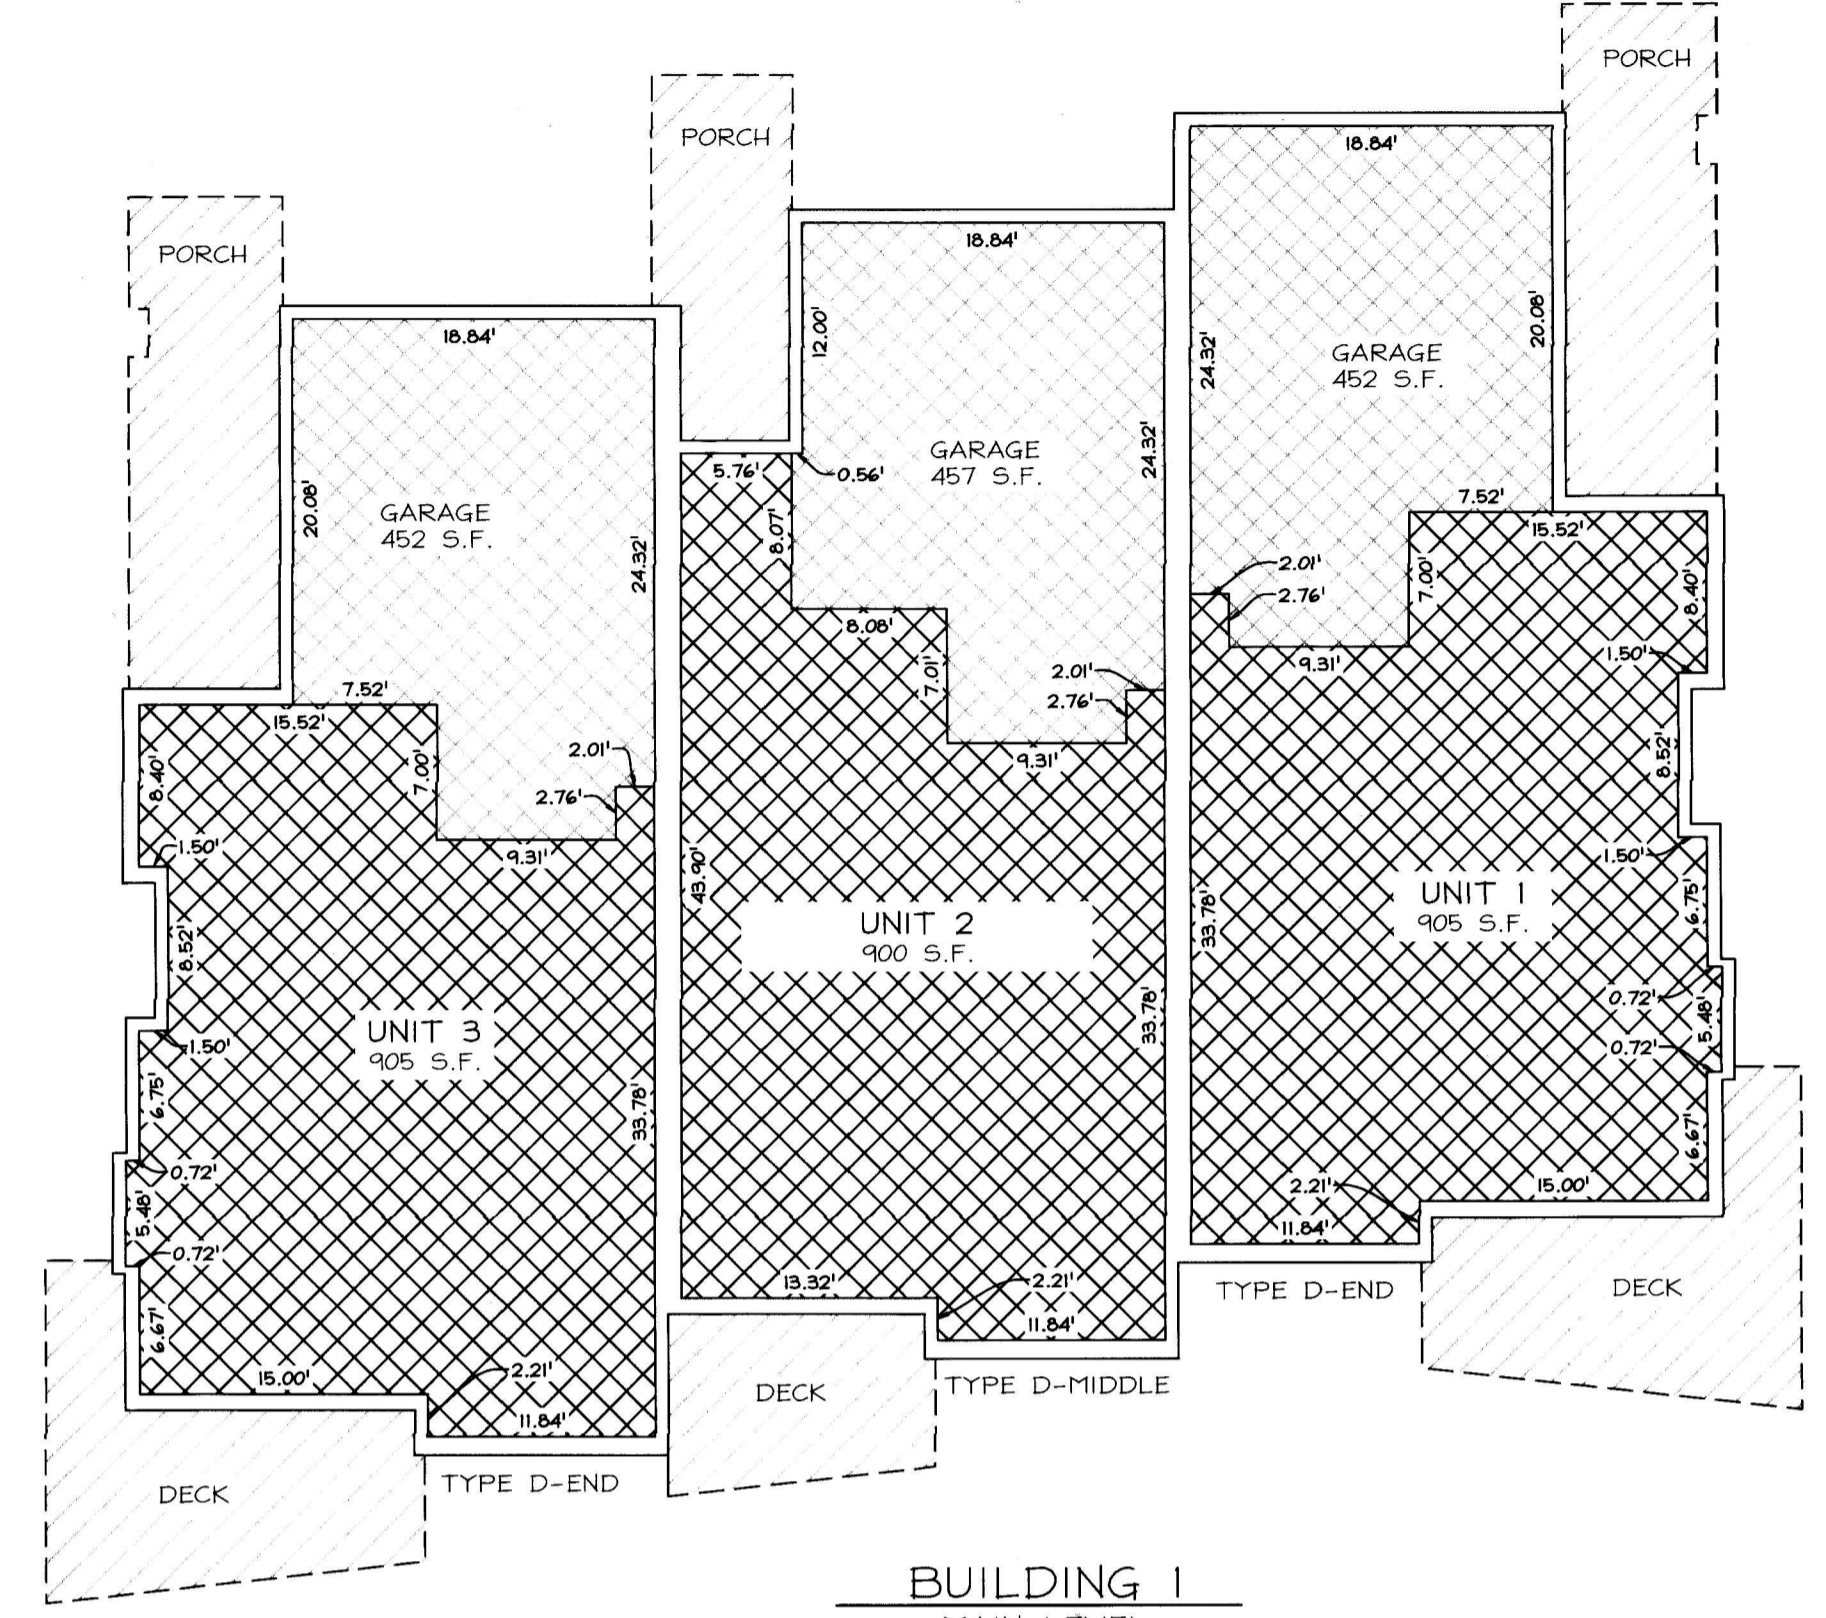 PORCH
PORCH
PORCH
18.84'
18.84'
18.84'
12.00'
20.08'
24.32'
GARAGE
452 S.F.
GARAGE
457 S.F.
24.32'
5.76'
0.56'
8.07'
7.52'
15.52'
GARAGE
452 S.F.
20.08'
24.32'
2.01'
2.76'
7.00'
8.40'
8.08'
7.01'
2.01'
2.76'
9.31'
9.31'
1.50'
8.52'
1.50'
7.52'
15.52'
8.40'
7.00'
2.01'
2.76'
9.31'
1.50'
8.52'
1.50'
43.90'
UNIT 2
900 S.F.
33.78'
33.78'
UNIT 1
905 S.F.
6.75'
0.72'
5.48'
0.72'
6.67'
UNIT 3
905 S.F.
6.75'
33.78'
0.72'
5.48'
0.72'
6.67'
2.21'
15.00'
11.84'
13.32'
2.21'
11.84'
TYPE D-END
DECK
15.00'
2.21'
11.84'
DECK
TYPE D-MIDDLE
DECK
TYPE D-END
BUILDING 1